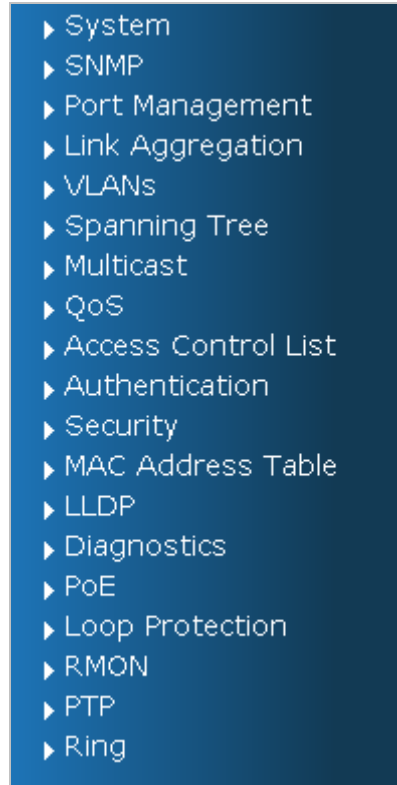 System
SNMP
Port Management
Link Aggregation
VLANs
Spanning Tree
Multicast
QoS
Access Control List
Authentication
Security
MAC Address Table
LLDP
Diagnostics
PoE
Loop Protection
RMON
PTP
Ring